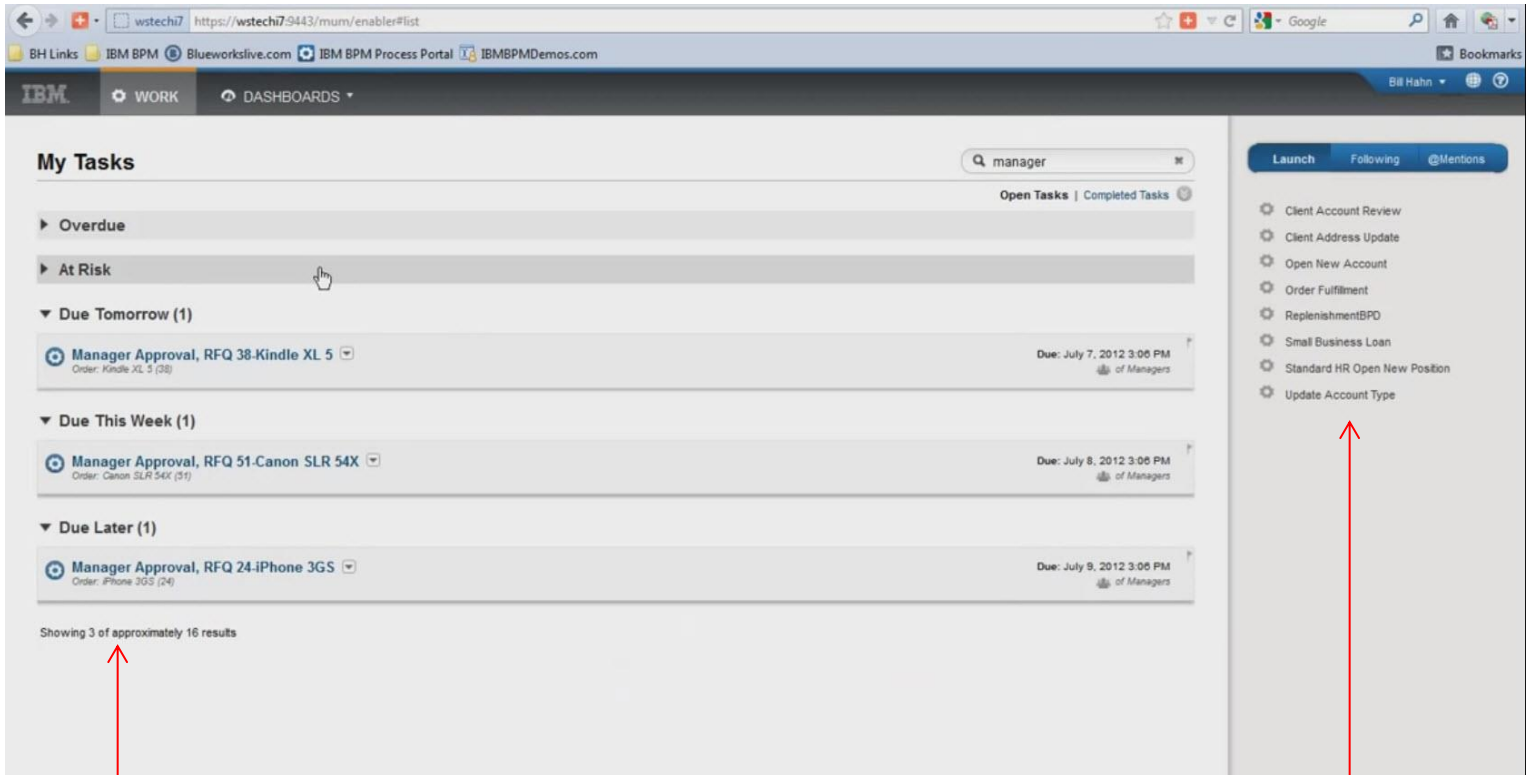 wstechi7 https://wstechi7:9443/mum/enabler#list Google
BH Links IBM BPM Blueworkslive.com IBM BPM Process Portal IBMBPMDemos.com Bookmarks
IBM. WORK DASHBOARDS Bill Hahn
My Tasks
manager
Open Tasks | Completed Tasks
Overdue
At Risk
Due Tomorrow (1)
Manager Approval, RFQ 38-Kindle XL 5
Order: Kindle XL 5 (38)
Due: July 7, 2012 3:06 PM
of Managers
Due This Week (1)
Manager Approval, RFQ 51-Canon SLR 54X
Order: Canon SLR 54X (51)
Due: July 8, 2012 3:06 PM
of Managers
Due Later (1)
Manager Approval, RFQ 24-iPhone 3GS
Order: iPhone 3GS (24)
Due: July 9, 2012 3:06 PM
of Managers
Showing 3 of approximately 16 results
Launch Following @Mentions
Client Account Review
Client Address Update
Open New Account
Order Fulfillment
ReplenishmentBPD
Small Business Loan
Standard HR Open New Position
Update Account Type